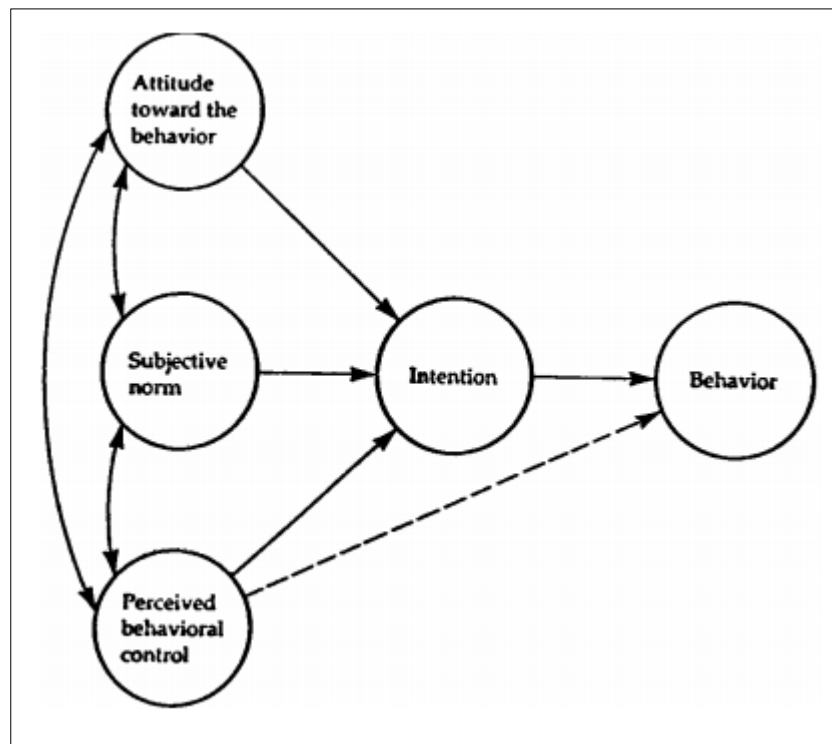 Attitude
toward the
behavior
Subjective
norm
Intention
Behavior
Perceived
behavioral
control